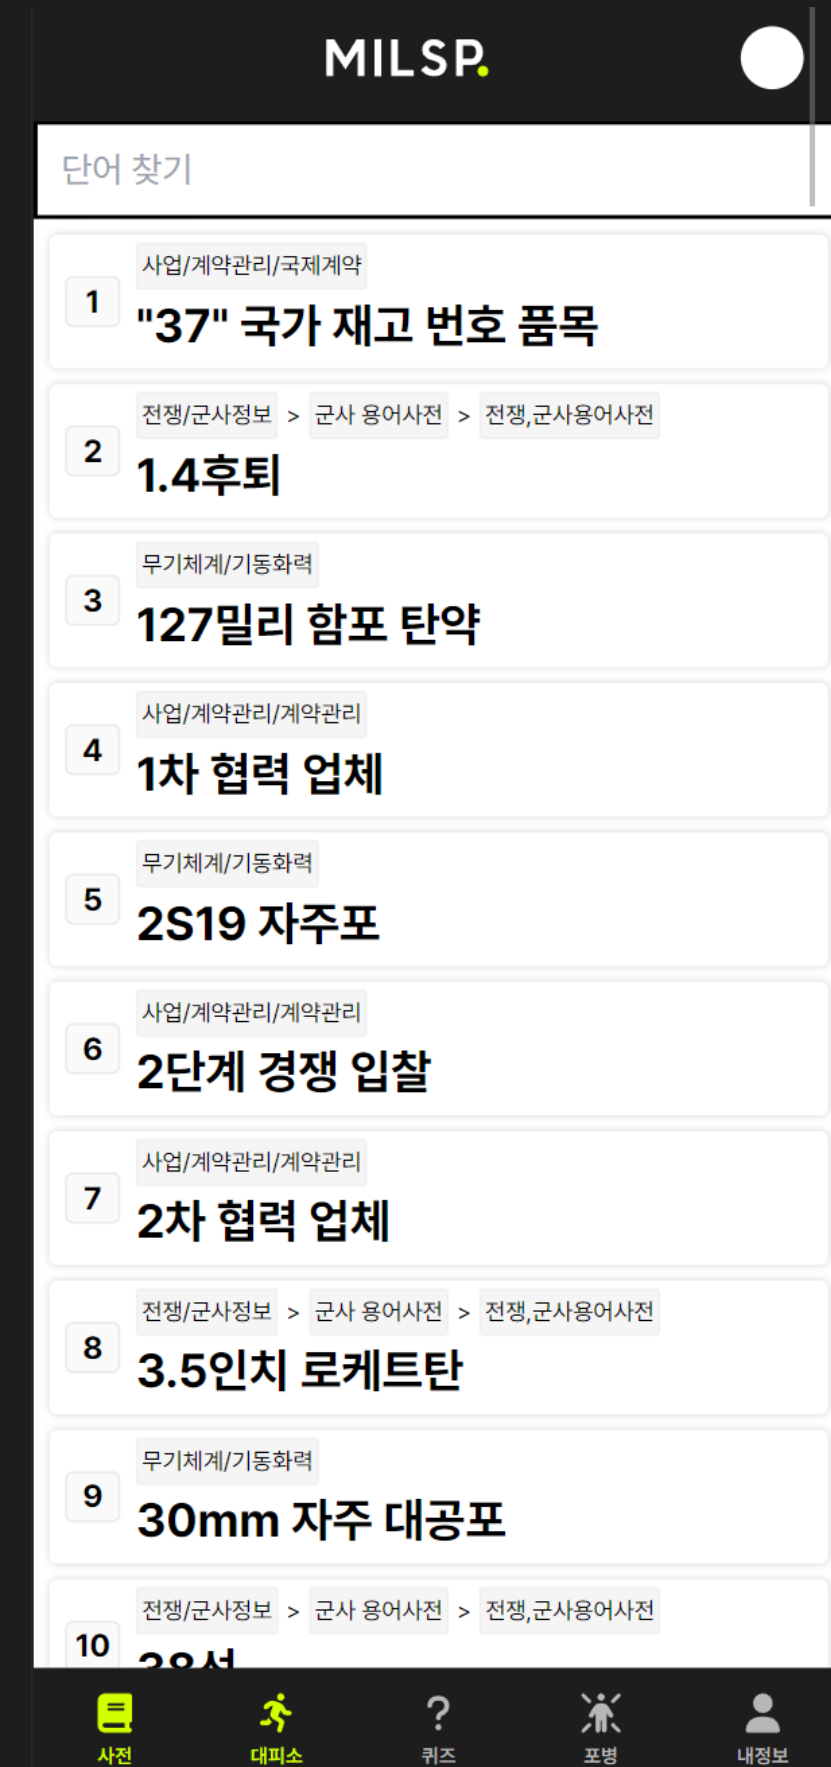 MILSP.
단어 찾기
사업/계약관리/국제계약
1
"37" 국가 재고 번호 품목
전쟁/군사정보 > 군사 용어사전 > 전쟁,군사용어사전
2
1.4후퇴
무기체계/기동화력
3
127밀리 함포 탄약
사업/계약관리/계약관리
4
1차 협력 업체
무기체계/기동화력
5
2S19 자주포
사업/계약관리/계약관리
6
2단계 경쟁 입찰
사업/계약관리/계약관리
7
2차 협력 업체
전쟁/군사정보 > 군사 용어사전 > 전쟁,군사용어사전
8
3.5인치 로케트탄
무기체계/기동화력
9
30mm 자주 대공포
전쟁/군사정보 > 군사 용어사전 > 전쟁,군사용어사전
10
38선
사전 대피소 퀴즈 포병 내정보